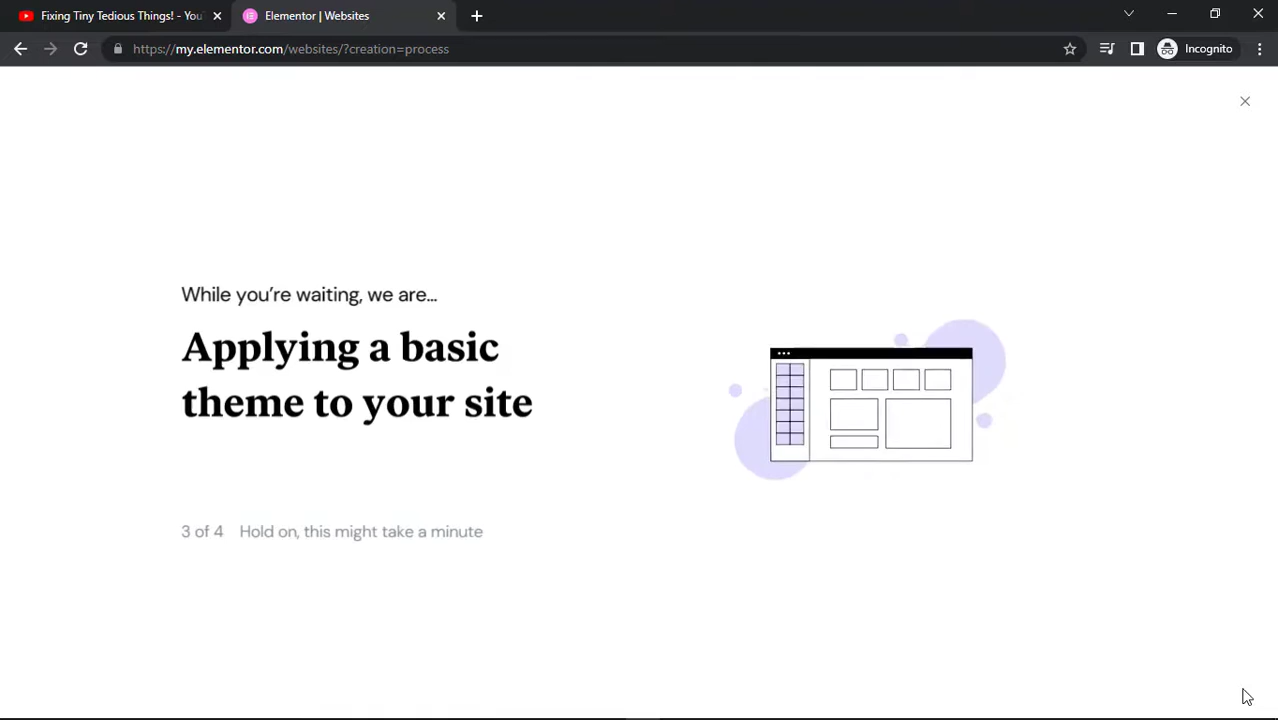 Fixing Tiny Tedious Things! - You
Elementor | Websites
https://my.elementor.com/websites/?creation=process
Incognito
While you're waiting, we are...
Applying a basic
theme to your site
3 of 4 Hold on, this might take a minute